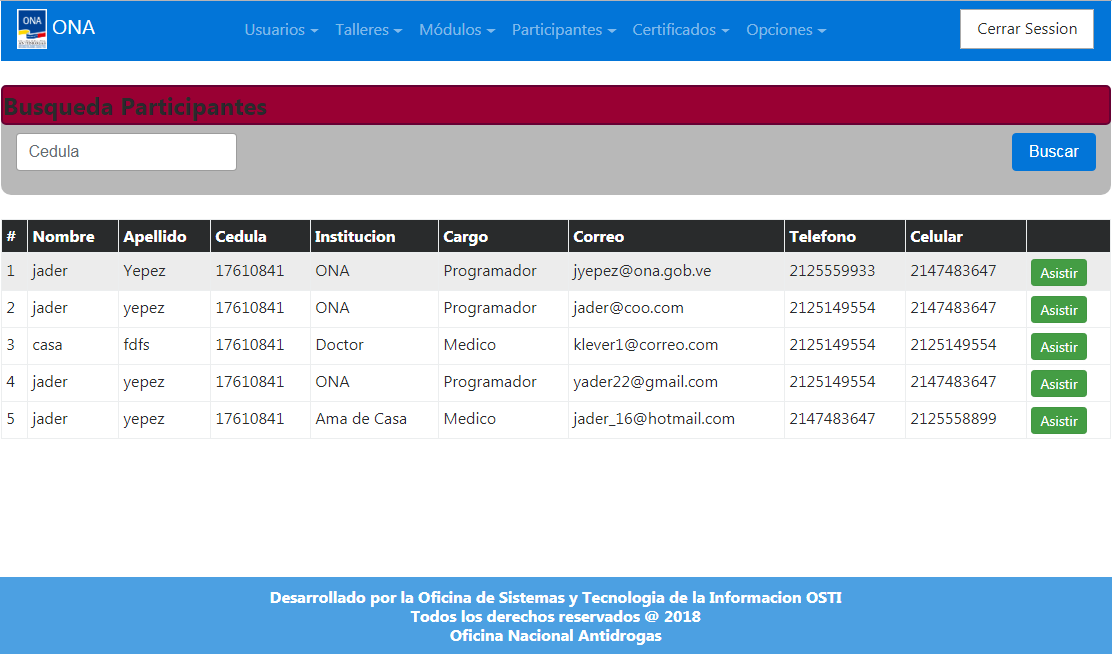 ONA
ONA Usuarios Talleres Módulos Participantes Certificados Opciones Cerrar Session
Busqueda Participantes
Cedula Buscar
# Nombre Apellido Cedula Institucion Cargo Correo Telefono Celular
1 jader Yepez 17610841 ONA Programador jyepez@ona.gob.ve 2125559933 2147483647 Asistir
2 jader yepez 17610841 ONA Programador jader@coo.com 2125149554 2147483647 Asistir
3 casa fdfs 17610841 Doctor Medico klever1@correo.com 2125149554 2125149554 Asistir
4 jader yepez 17610841 ONA Programador yader22@gmail.com 2125149554 2147483647 Asistir
5 jader yepez 17610841 Ama de Casa Medico jader_16@hotmail.com 2147483647 2125558899 Asistir
Desarrollado por la Oficina de Sistemas y Tecnologia de la Informacion OSTI
Todos los derechos reservados @ 2018
Oficina Nacional Antidrogas